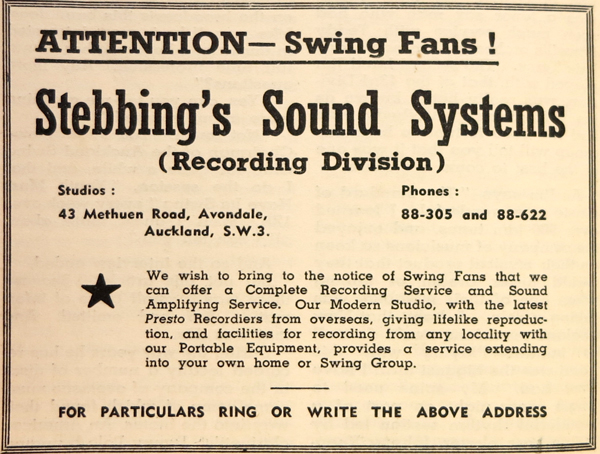 ATTENTION— Swing Fans !
Stebbing's Sound Systems
(Recording Division)
Studios :
43 Methuen Road, Avondale,
Auckland, S.W.3.
Phones :
88-305 and 88-622
We wish to bring to the notice of Swing Fans that we
can offer a Complete Recording Service and Sound
Amplifying Service. Our Modern Studio, with the latest
Presto Recordiers from overseas, giving lifelike reproduc-
tion, and facilities for recording from any locality with
our Portable Equipment, provides a service extending
into your own home or Swing Group.
FOR PARTICULARS RING OR WRITE THE ABOVE ADDRESS